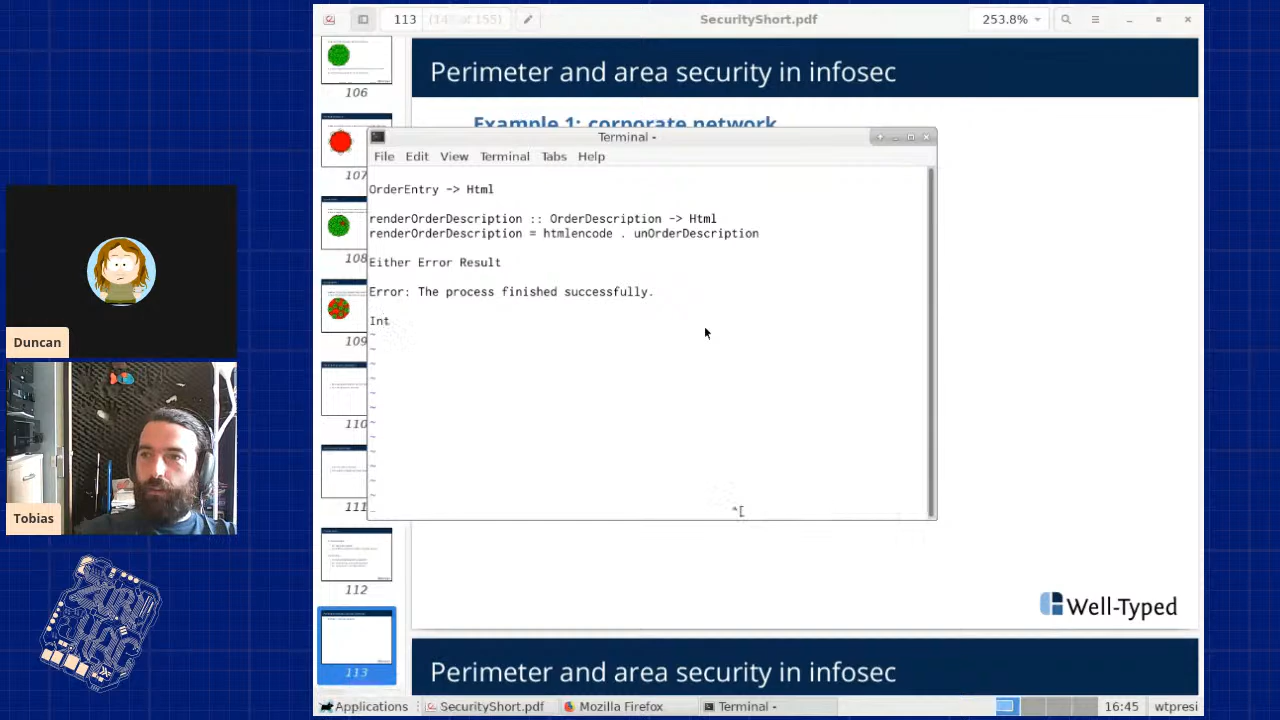 113 (14 of 155)
SecurityShort.pdf
253.8%
Perimeter and area security in infosec
Example 1: corporate network
106
107
108
109
110
111
112
113
Terminal -
File Edit View Terminal Tabs Help
OrderEntry -> Html
renderOrderDescription :: OrderDescription -> Html
renderOrderDescription = htmlencode . unOrderDescription
Either Error Result
Error: The process finished successfully.
Int
~
~
~
~
~
~
~
~
~
~
~
^[
Well-Typed
Perimeter and area security in infosec
Duncan
Tobias
Applications
SecurityShort.pdf
Mozilla Firefox
Terminal -
16:45
wtpresi